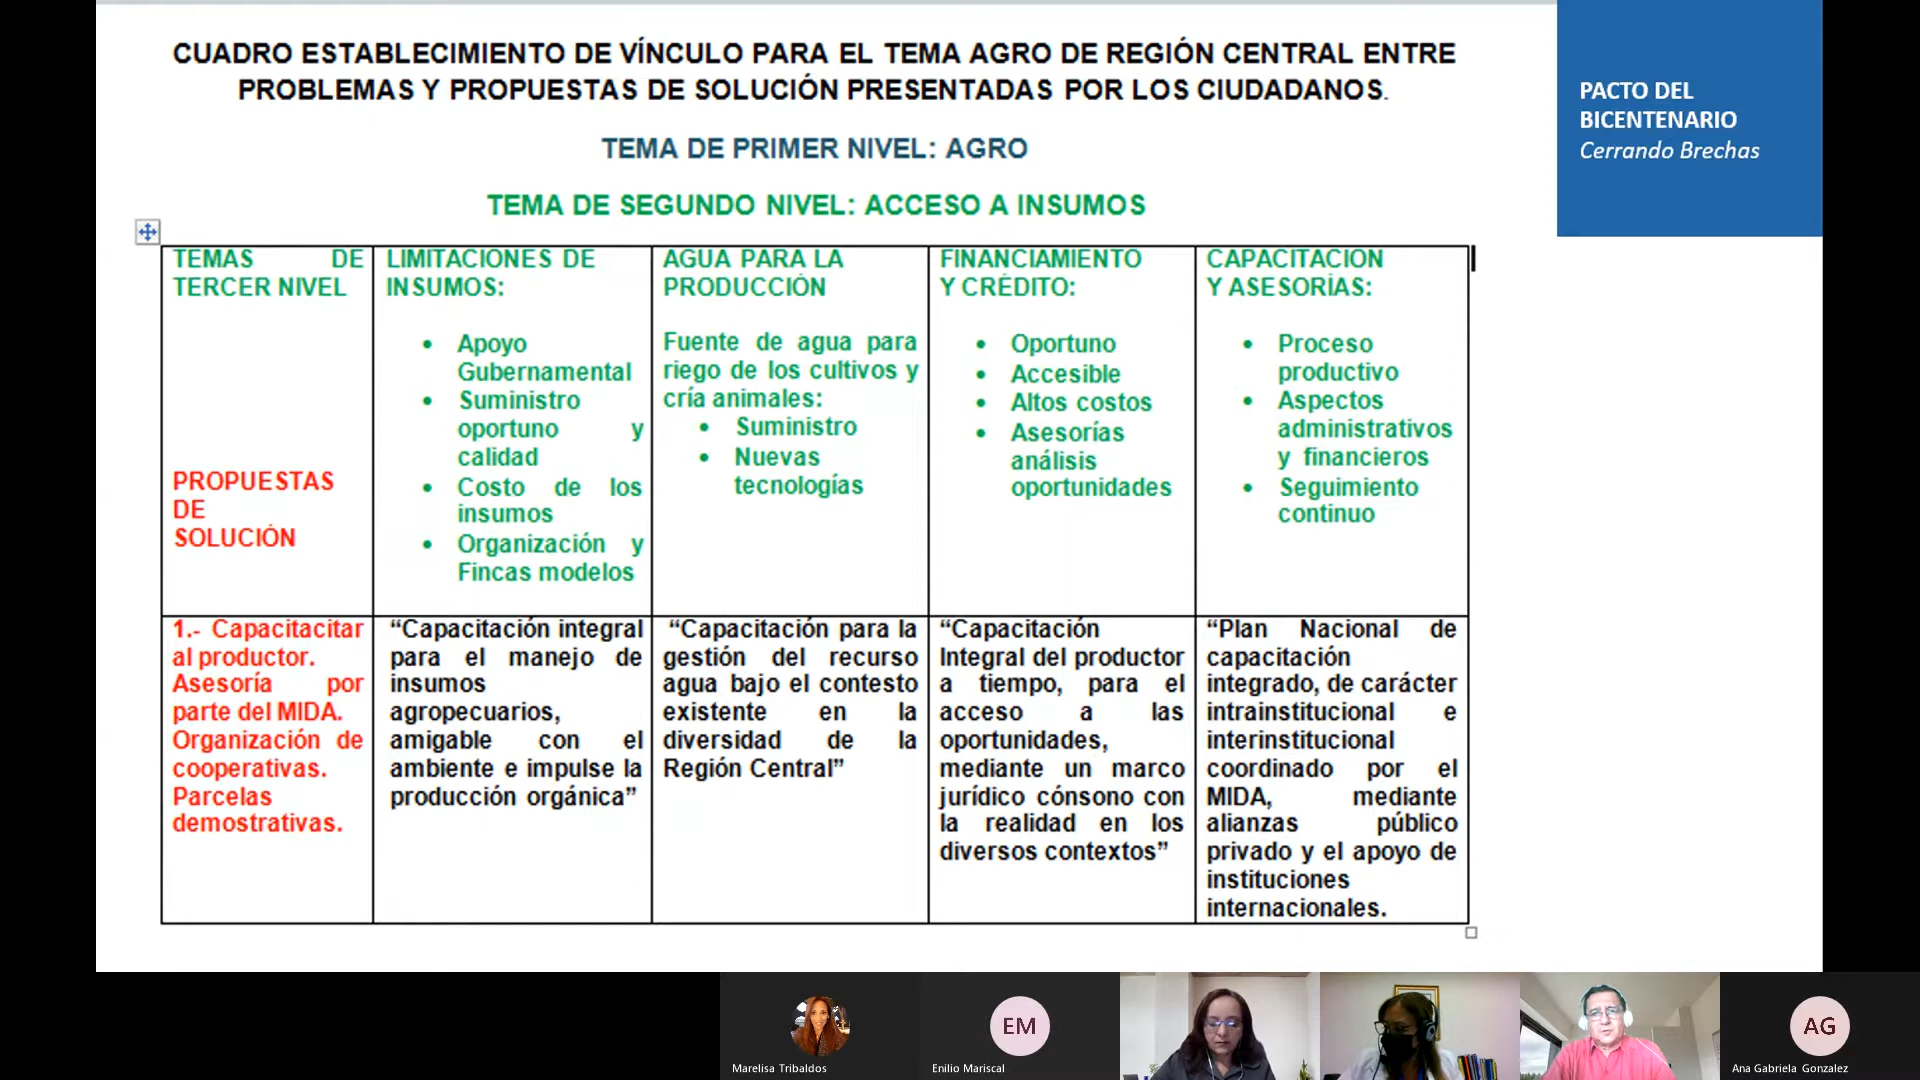 CUADRO ESTABLECIMIENTO DE VÍNCULO PARA EL TEMA AGRO DE REGIÓN CENTRAL ENTRE
PROBLEMAS Y PROPUESTAS DE SOLUCIÓN PRESENTADAS POR LOS CIUDADANOS.
TEMA DE PRIMER NIVEL: AGRO
TEMA DE SEGUNDO NIVEL: ACCESO A INSUMOS
PACTO DEL
BICENTENARIO
Cerrando Brechas
TEMAS DE
TERCER NIVEL
PROPUESTAS
DE
SOLUCIÓN
LIMITACIONES DE
INSUMOS:
• Apoyo
Gubernamental
• Suministro
oportuno y
calidad
• Costo de los
insumos
• Organización y
Fincas modelos
AGUA PARA LA
PRODUCCIÓN
Fuente de agua para
riego de los cultivos y
cría animales:
• Suministro
• Nuevas
tecnologías
FINANCIAMIENTO
Y CRÉDITO:
• Oportuno
• Accesible
• Altos costos
• Asesorías
análisis
oportunidades
CAPACITACION
Y ASESORÍAS:
• Proceso
productivo
• Aspectos
administrativos
y financieros
• Seguimiento
continuo
1.- Capacitacitar
al productor.
Asesoría por
parte del MIDA.
Organización de
cooperativas.
Parcelas
demostrativas.
“Capacitación integral
para el manejo de
insumos
agropecuarios,
amigable con el
ambiente e impulse la
producción orgánica”
“Capacitación para la
gestión del recurso
agua bajo el contesto
existente en la
diversidad de la
Región Central”
“Capacitación
Integral del productor
a tiempo, para el
acceso a las
oportunidades,
mediante un marco
jurídico cónsono con
la realidad en los
diversos contextos”
“Plan Nacional de
capacitación
integrado, de carácter
intrainstitucional e
interinstitucional
coordinado por el
MIDA, mediante
alianzas público
privado y el apoyo de
instituciones
internacionales.
EM
AG
Marelisa Tribaldos
Enilio Mariscal
Ana Gabriela Gonzalez